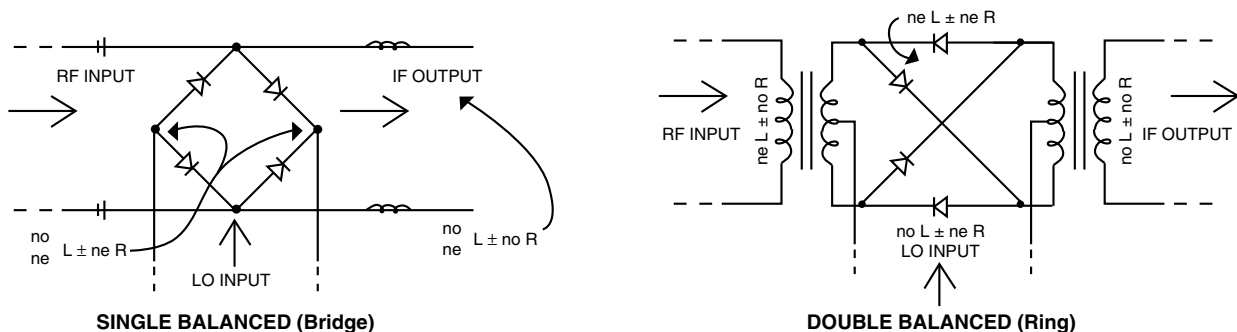 RF INPUT
IF OUTPUT
no
ne
L ± ne R
no
ne
L ± no R
LO INPUT
SINGLE BALANCED (Bridge)
ne L ± ne R
RF INPUT
ne L ± no R
no L ± no R
IF OUTPUT
no L ± ne R
LO INPUT
DOUBLE BALANCED (Ring)